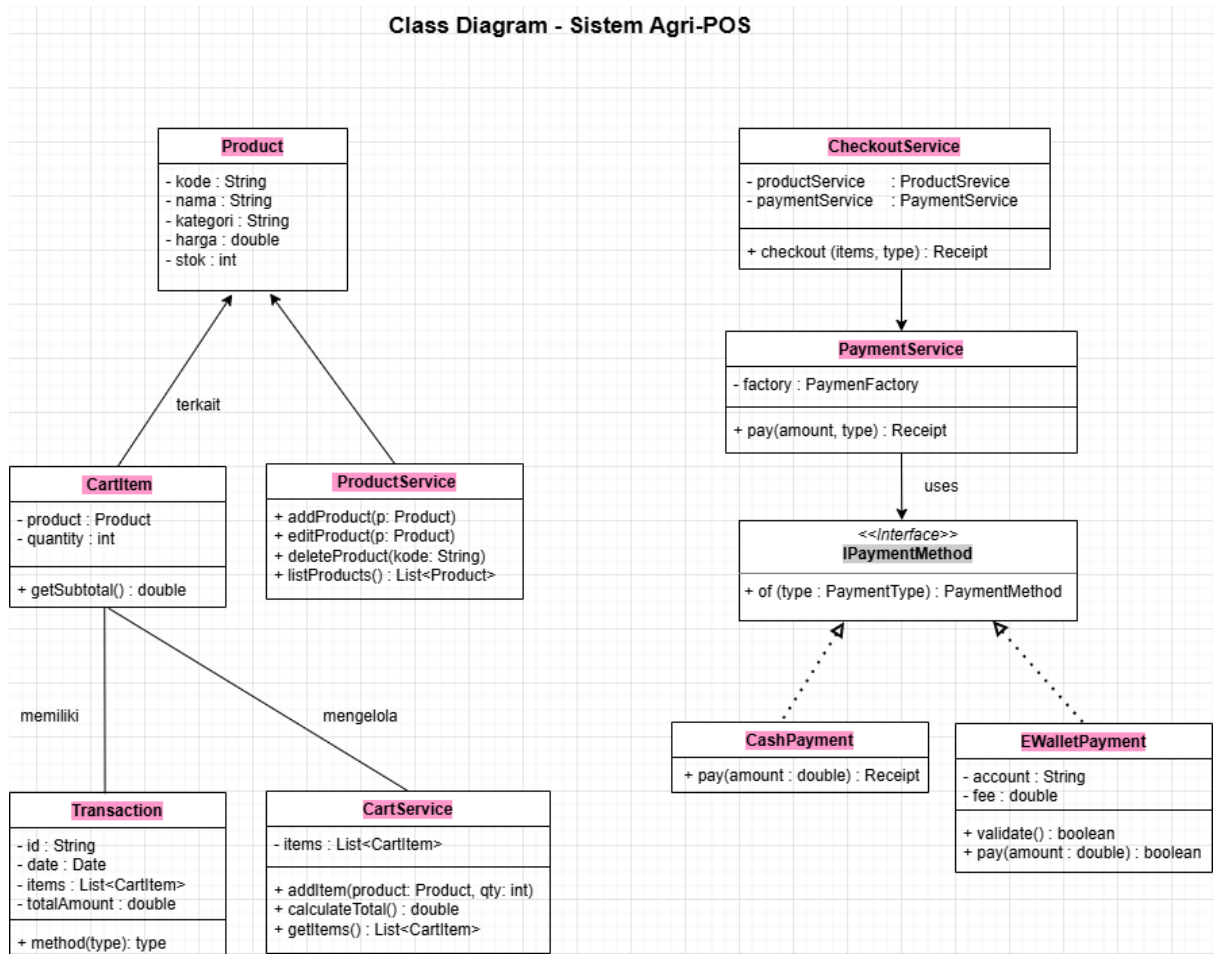 Class Diagram - Sistem Agri-POS
Product
- kode : String
- nama : String
- kategori : String
- harga : double
- stok : int
CheckoutService
- productService : ProductSrevice
- paymentService : PaymentService
+ checkout (items, type) : Receipt
PaymentService
- factory : PaymenFactory
+ pay(amount, type) : Receipt
terkait
uses
CartItem
- product : Product
- quantity : int
+ getSubtotal() : double
ProductService
+ addProduct(p: Product)
+ editProduct(p: Product)
+ deleteProduct(kode: String)
+ listProducts() : List<Product>
<<Interface>>
IPaymentMethod
+ of (type : PaymentType) : PaymentMethod
memiliki
mengelola
CashPayment
+ pay(amount : double) : Receipt
EWalletPayment
- account : String
- fee : double
+ validate() : boolean
+ pay(amount : double) : boolean
Transaction
- id : String
- date : Date
- items : List<CartItem>
- totalAmount : double
+ method(type): type
CartService
- items : List<CartItem>
+ addItem(product: Product, qty: int)
+ calculateTotal() : double
+ getItems() : List<CartItem>